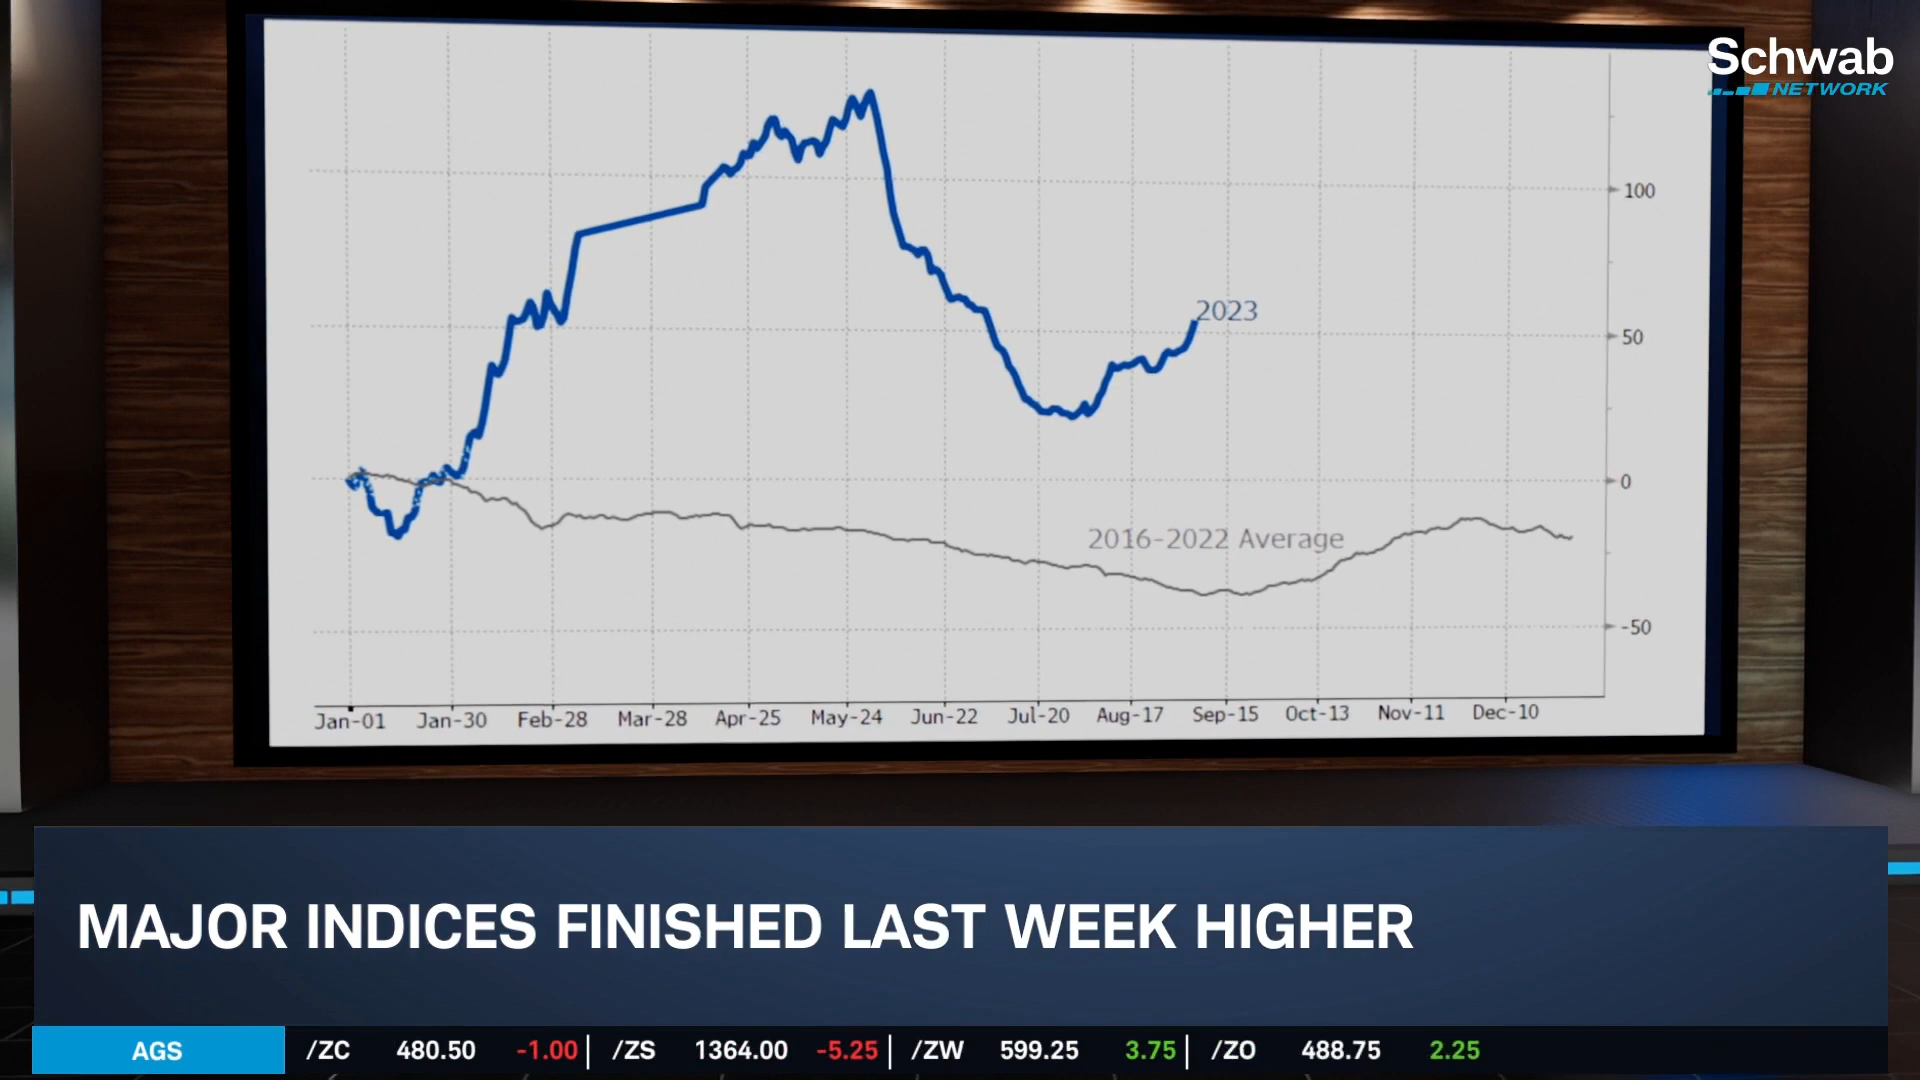 Schwab
NETWORK
100
2023
50
0
2016-2022 Average
-50
Jan-01 Jan-30 Feb-28 Mar-28 Apr-25 May-24 Jun-22 Jul-20 Aug-17 Sep-15 Oct-13 Nov-11 Dec-10
MAJOR INDICES FINISHED LAST WEEK HIGHER
AGS /ZC 480.50 -1.00 /ZS 1364.00 -5.25 /ZW 599.25 3.75 /ZO 488.75 2.25